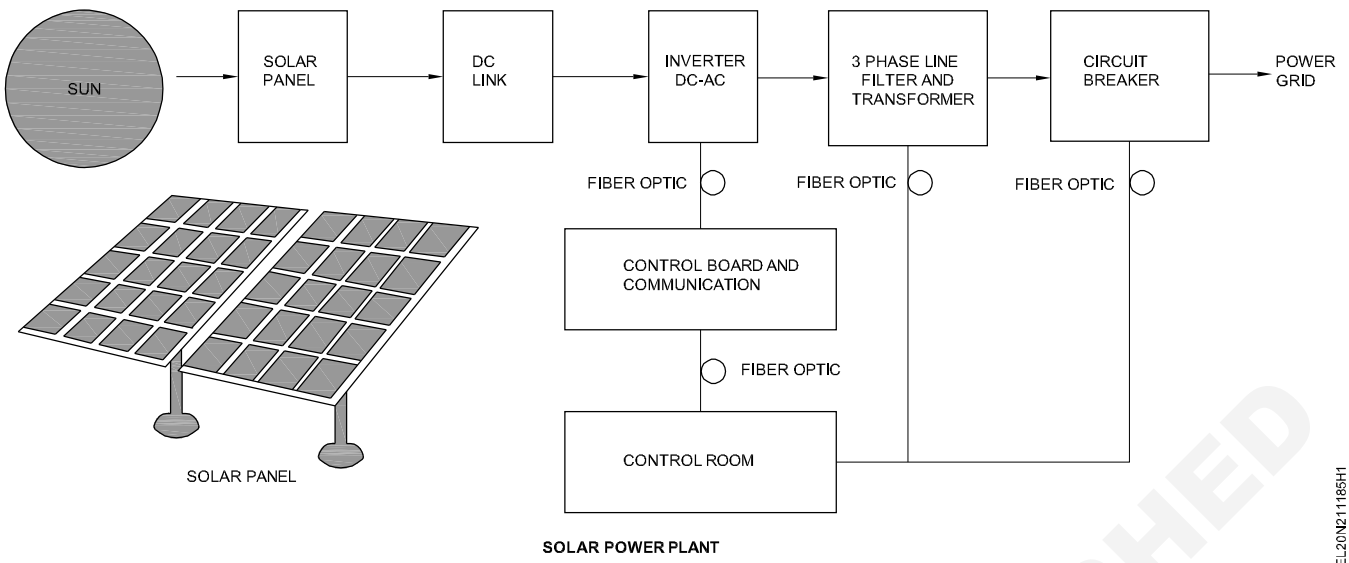 SUN
SOLAR
PANEL
DC
LINK
INVERTER
DC-AC
3 PHASE LINE
FILTER AND
TRANSFORMER
CIRCUIT
BREAKER
POWER
GRID
FIBER OPTIC
FIBER OPTIC
FIBER OPTIC
CONTROL BOARD AND
COMMUNICATION
FIBER OPTIC
CONTROL ROOM
SOLAR PANEL
SOLAR POWER PLANT
EL20N211185H1
HED